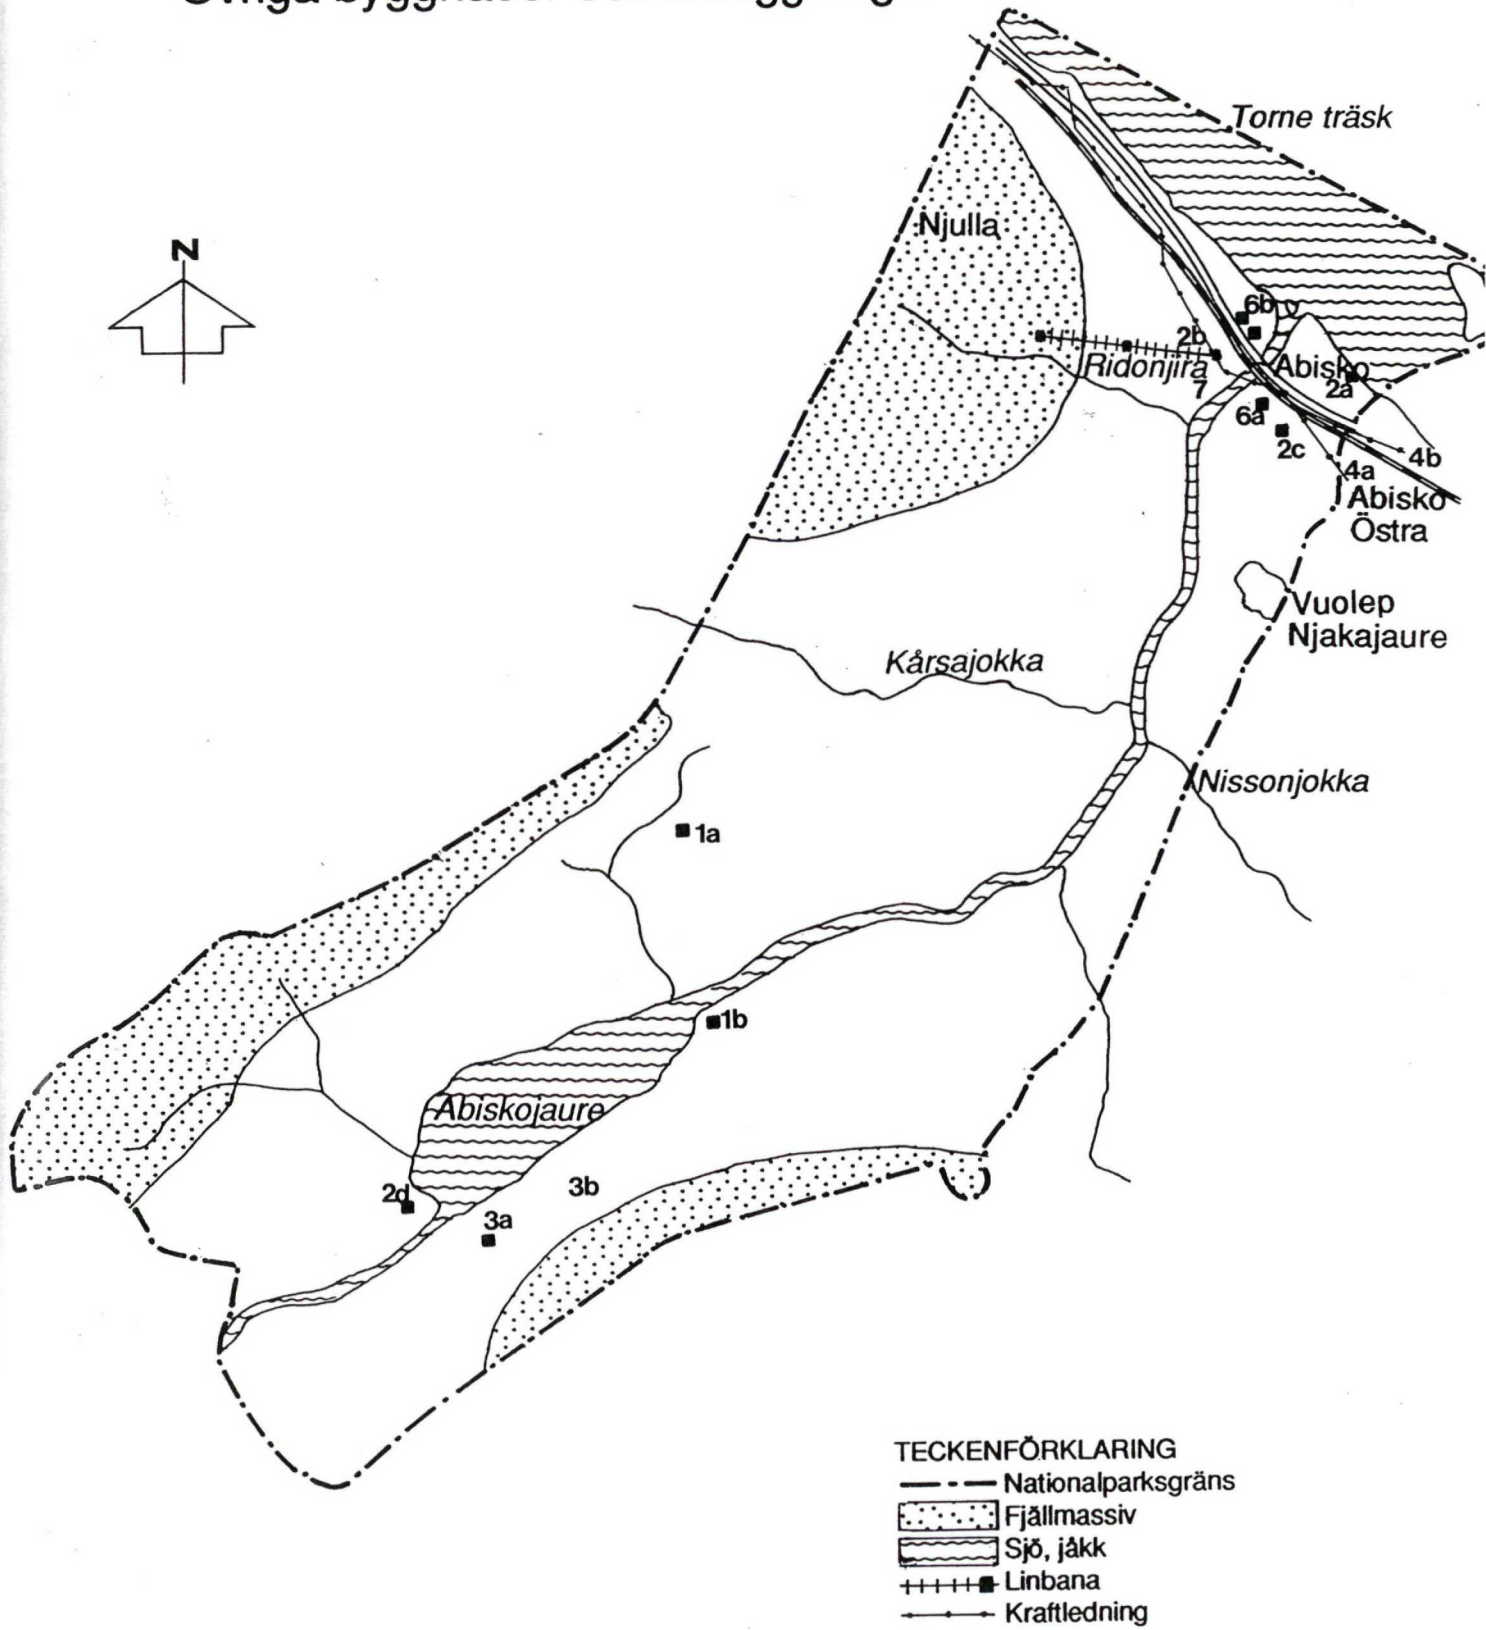 Torne träsk
Njulla
N
6b
2b
Ridonjira
Abisko
7
2a
6a
2c
4b
4a
Abisko
Östra
Vuolep
Njakajaure
Kårsajokka
Nissonjokka
1a
1b
Abiskojaure
2d
3b
3a
TECKENFÖRKLARING
Nationalparksgräns
Fjällmassiv
Sjö, jåkk
Linbana
Kraftledning